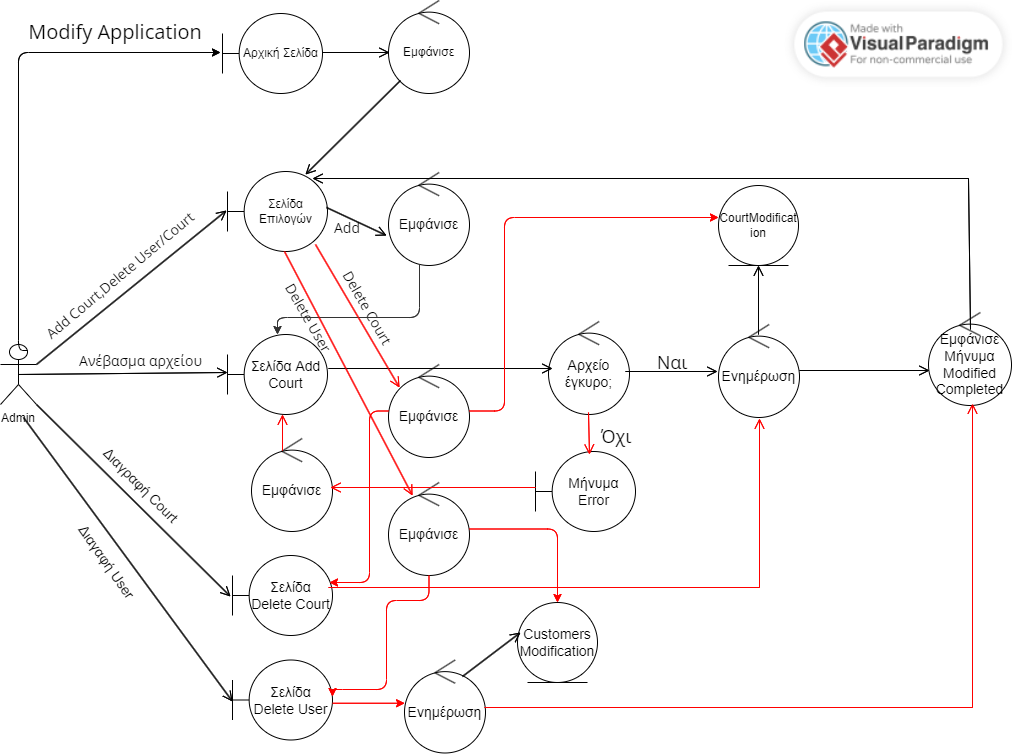 Modify Application
Made with
VisualParadigm
For non-commercial use
Αρχική Σελίδα
Εμφάνισε
Σελίδα
Επιλογών
Add
Εμφάνισε
CourtModificat
ion
Add Court,Delete User/Court
Delete Court
Delete User
Ανέβασμα αρχείου
Σελίδα Add
Court
Αρχείο
έγκυρο;
Ναι
Ενημέρωση
Εμφάνισε
Μήνυμα
Modified
Completed
Admin
Εμφάνισε
Όχι
Διαγραφή Court
Εμφάνισε
Μήνυμα
Error
Εμφάνισε
Διαγαφή User
Σελίδα
Delete Court
Customers
Modification
Σελίδα
Delete User
Ενημέρωση